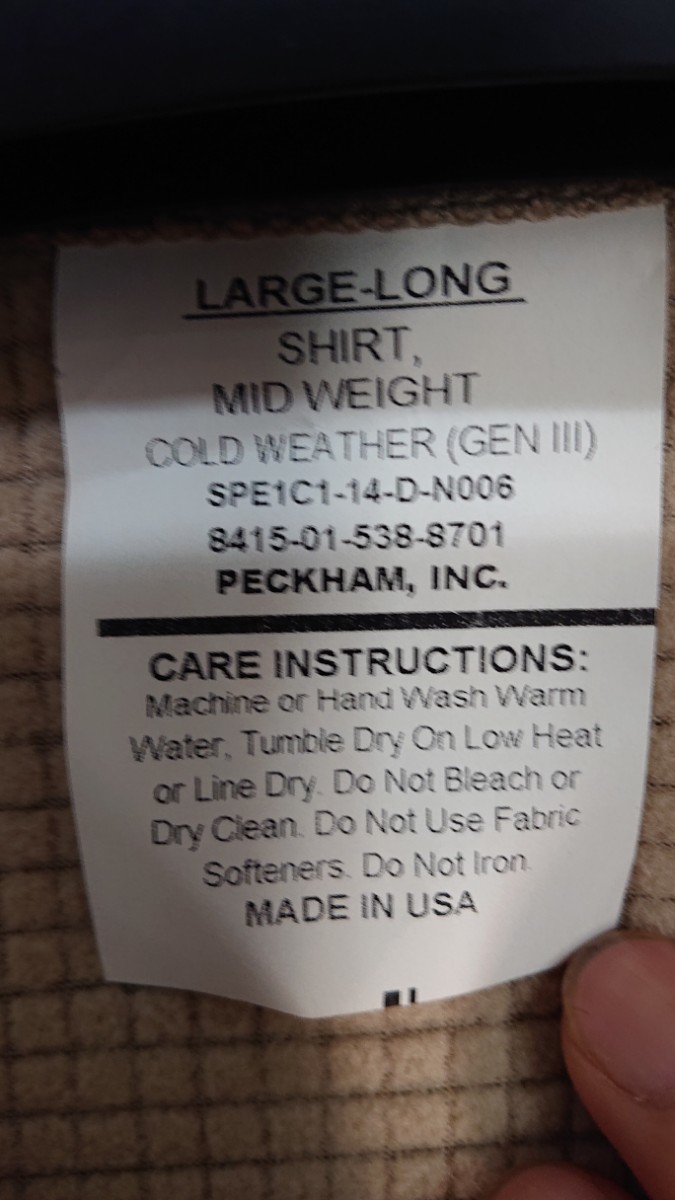 LARGE-LONG
SHIRT,
MID WEIGHT
COLD WEATHER (GEN III)
SPE1C1-14-D-N006
8415-01-538-8701
PECKHAM, INC.
CARE INSTRUCTIONS:
Machine or Hand Wash Warm
Water, Tumble Dry On Low Heat
or Line Dry. Do Not Bleach or
Dry Clean. Do Not Use Fabric
Softeners. Do Not Iron.
MADE IN USA